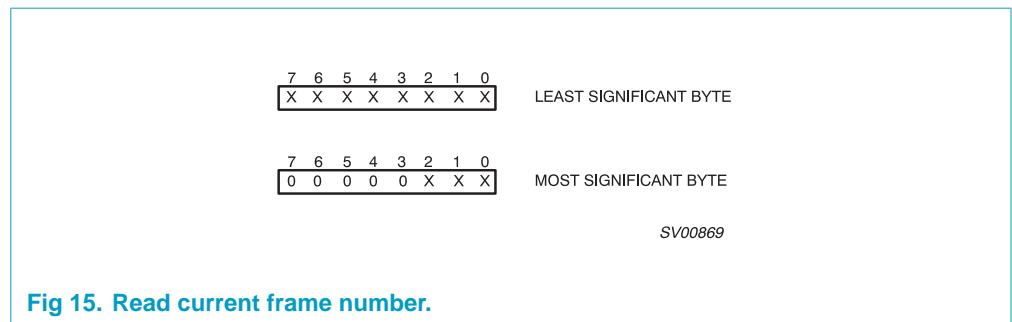 7 6 5 4 3 2 1 0
X X X X X X X X LEAST SIGNIFICANT BYTE
7 6 5 4 3 2 1 0
0 0 0 0 0 X X X MOST SIGNIFICANT BYTE
SV00869
Fig 15. Read current frame number.